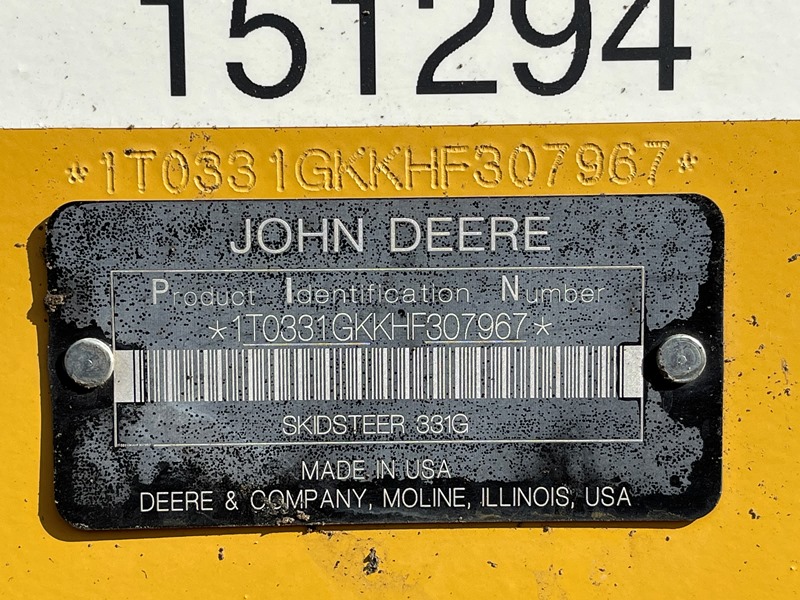 151294
*1T0331GKKHF307967*
JOHN DEERE
Product Identification Number
*1T0331GKKHF307967*
SKIDSTEER 331G
MADE IN USA
DEERE & COMPANY, MOLINE, ILLINOIS, USA